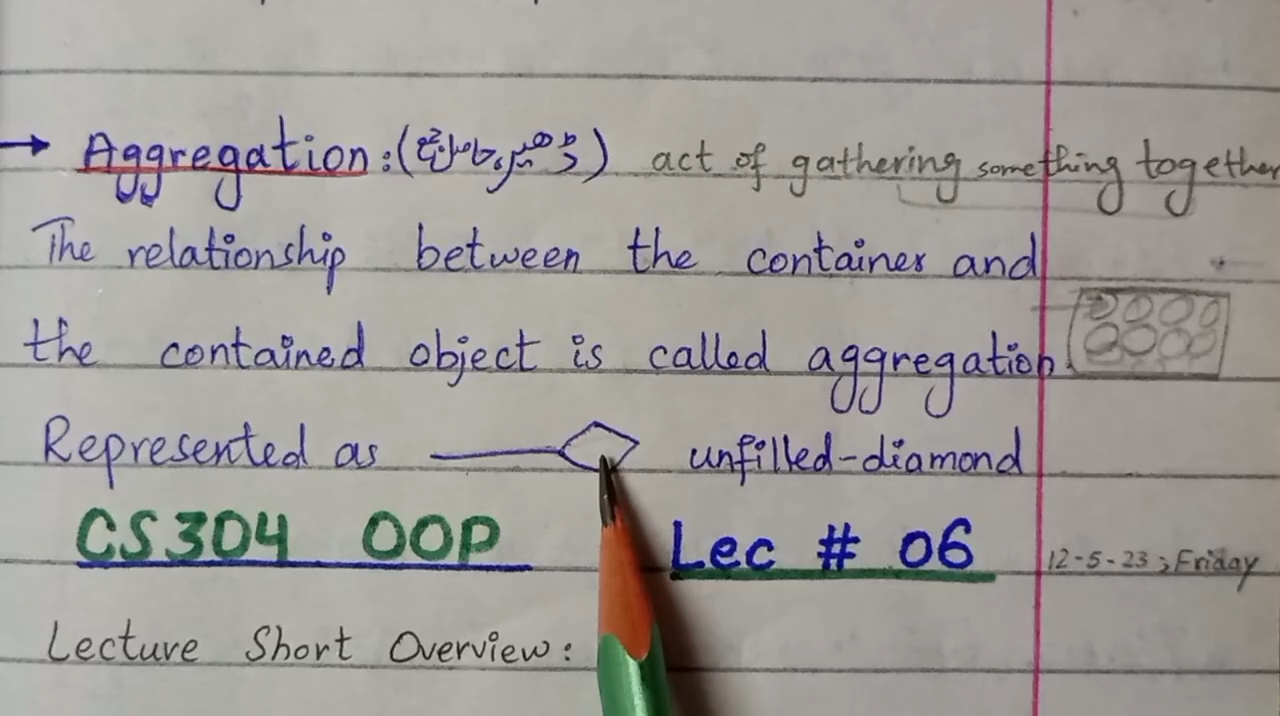 → Aggregation: act of gathering something together
The relationship between the container and
the contained object is called aggregation.
Represented as unfilled-diamond
CS304 OOP Lec # 06 12-5-23; Friday
Lecture Short Overview: